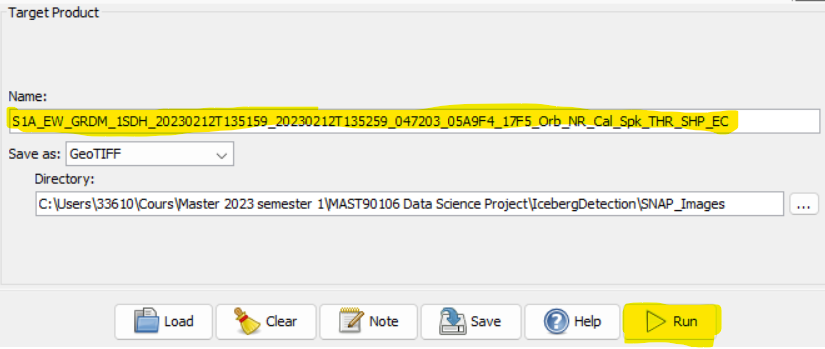 Target Product
Name:
S1A_EW_GRDM_1SDH_20230212T135159_20230212T135259_047203_05A9F4_17F5_Orb_NR_Cal_Spk_THR_SHP_EC
Save as: GeoTIFF
Directory:
C:\Users\33610\Cours\Master 2023 semester 1\MAST90106 Data Science Project\IcebergDetection\SNAP_Images
...
Load Clear Note Save Help Run